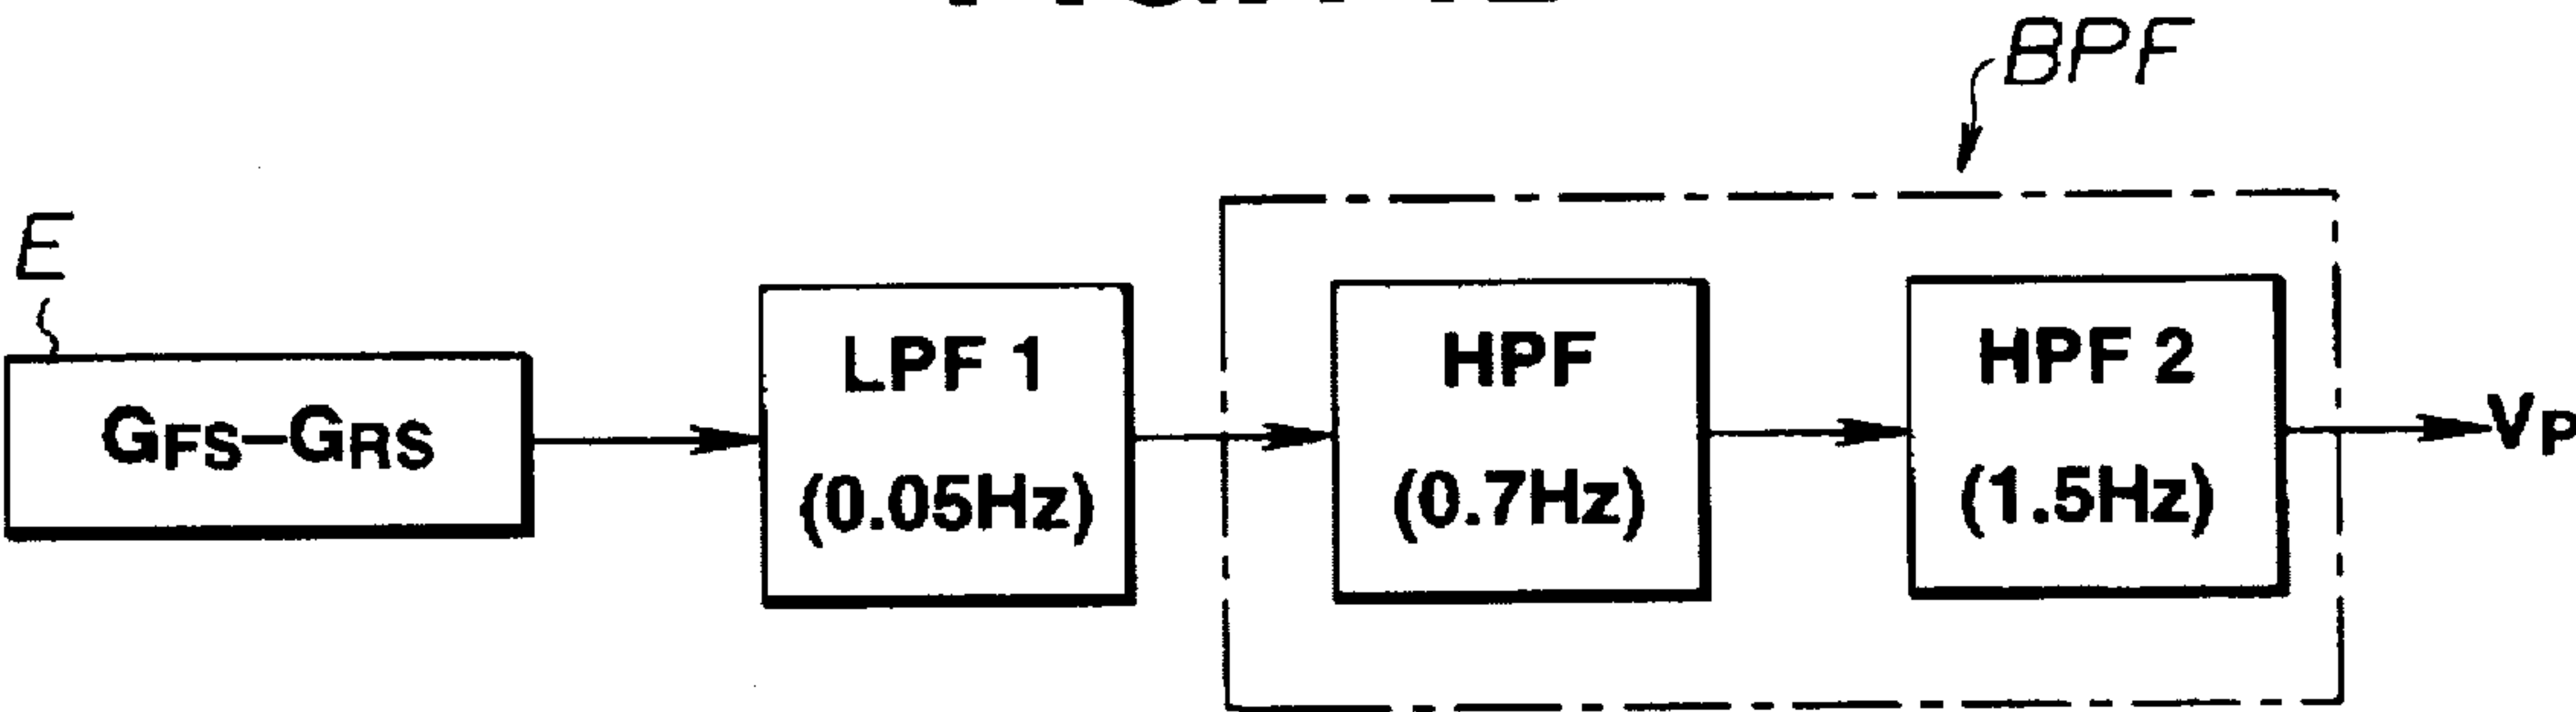 BPF
E
GFS–GRS
LPF 1
(0.05Hz)
HPF
(0.7Hz)
HPF 2
(1.5Hz)
VP